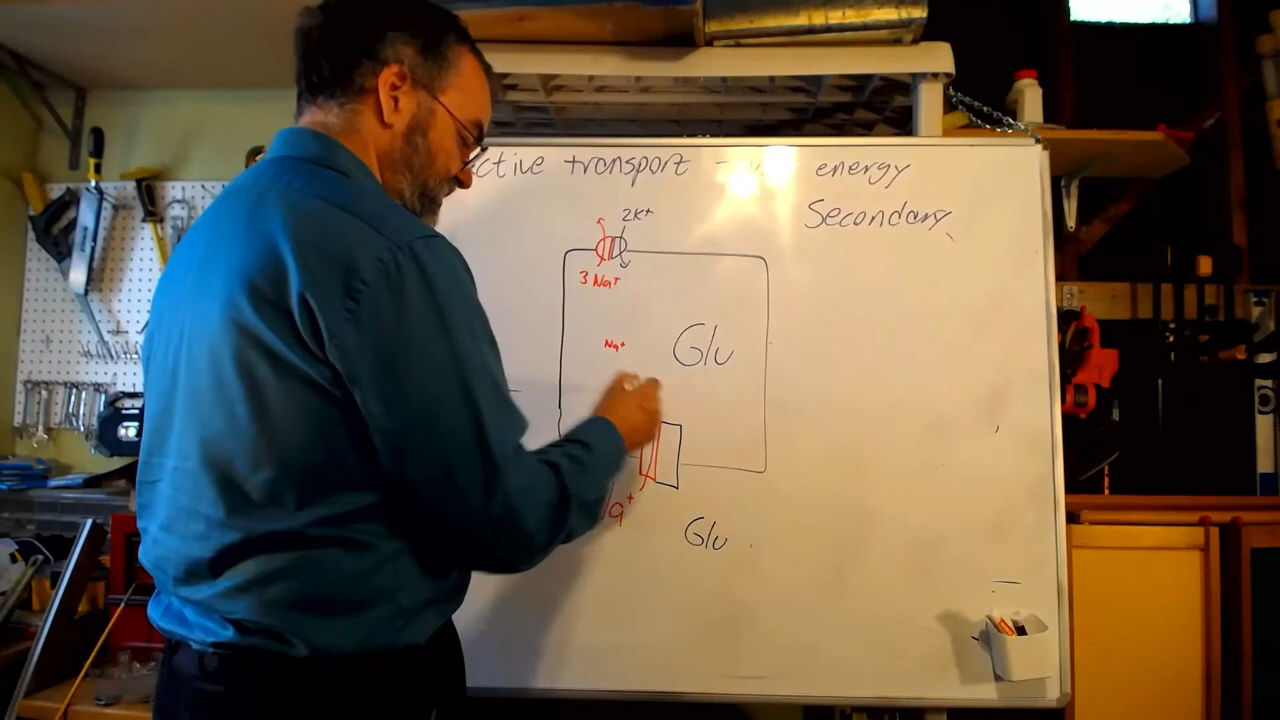 ctive transport - energy
Secondary
2K+
3 Na+
Na+
Glu
a+
Glu